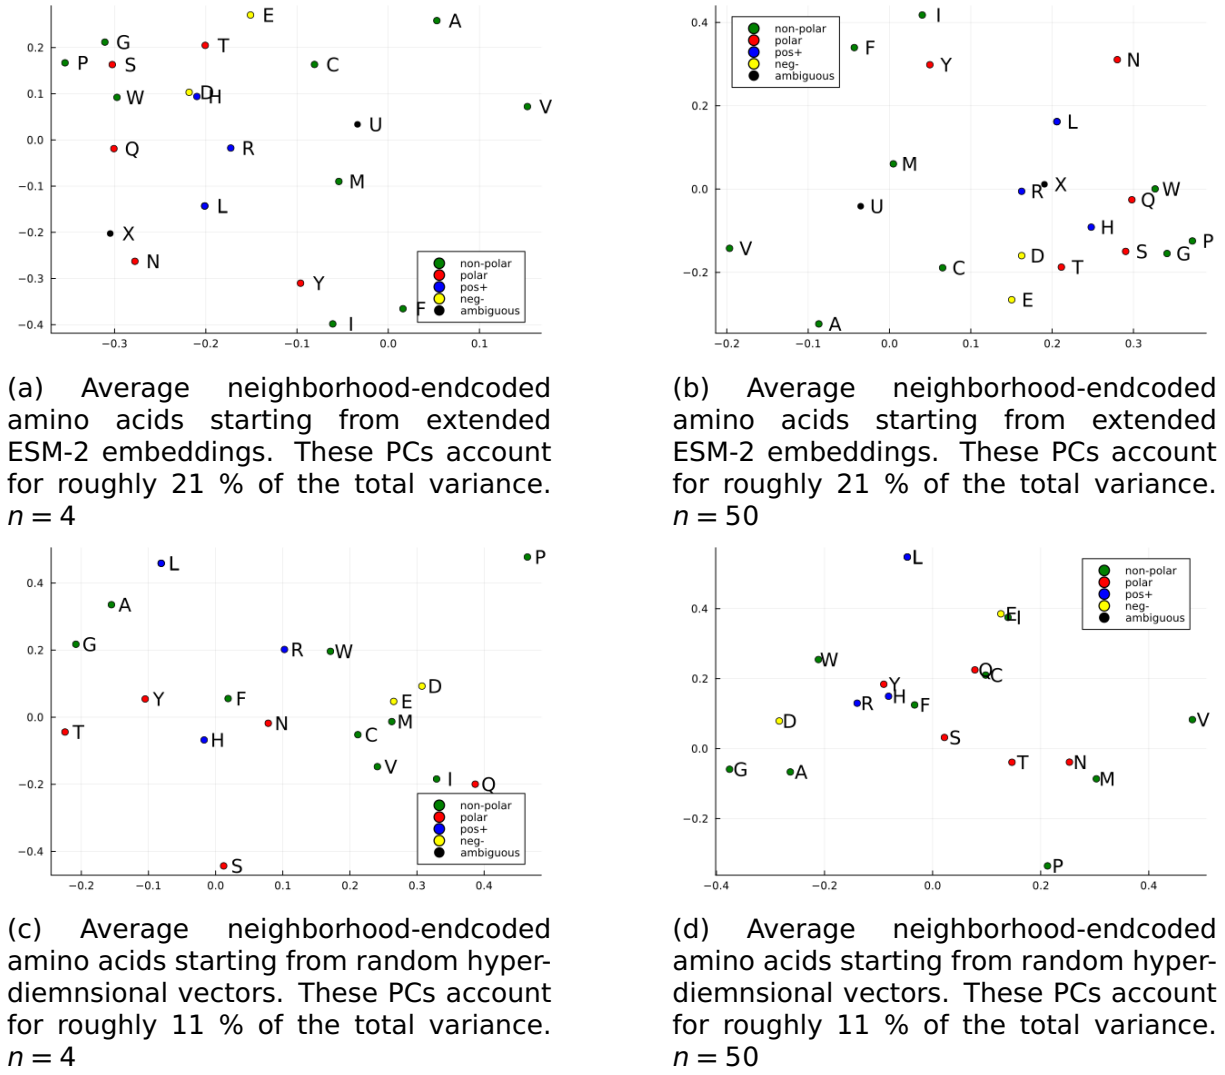 E
A
G
T
P
S
C
W
D
H
V
U
Q
R
M
L
X
N
Y
F
I
non-polar
polar
pos+
neg-
ambiguous
0.2
0.1
0.0
−0.1
−0.2
−0.3
−0.4
−0.3
−0.2
−0.1
0.0
0.1
(a) Average neighborhood-endcoded
amino acids starting from extended
ESM-2 embeddings. These PCs account
for roughly 21 % of the total variance.
n = 4
non-polar
polar
pos+
neg-
ambiguous
I
F
Y
N
L
M
R
X
W
Q
U
H
V
D
S
G
P
C
T
E
A
0.4
0.2
0.0
−0.2
−0.2
−0.1
0.0
0.1
0.2
0.3
(b) Average neighborhood-endcoded
amino acids starting from extended
ESM-2 embeddings. These PCs account
for roughly 21 % of the total variance.
n = 50
L
P
A
G
R
W
Y
F
D
E
T
N
M
H
C
V
I
Q
S
non-polar
polar
pos+
neg-
ambiguous
0.4
0.2
0.0
−0.2
−0.4
−0.2
−0.1
0.0
0.1
0.2
0.3
0.4
(c) Average neighborhood-endcoded
amino acids starting from random hyper-
diemnsional vectors. These PCs account
for roughly 11 % of the total variance.
n = 4
L
non-polar
polar
pos+
neg-
ambiguous
E
I
W
Q
C
Y
H
R
F
D
V
S
G
A
T
N
M
P
0.4
0.2
0.0
−0.2
−0.4
−0.2
0.0
0.2
0.4
(d) Average neighborhood-endcoded
amino acids starting from random hyper-
diemnsional vectors. These PCs account
for roughly 11 % of the total variance.
n = 50